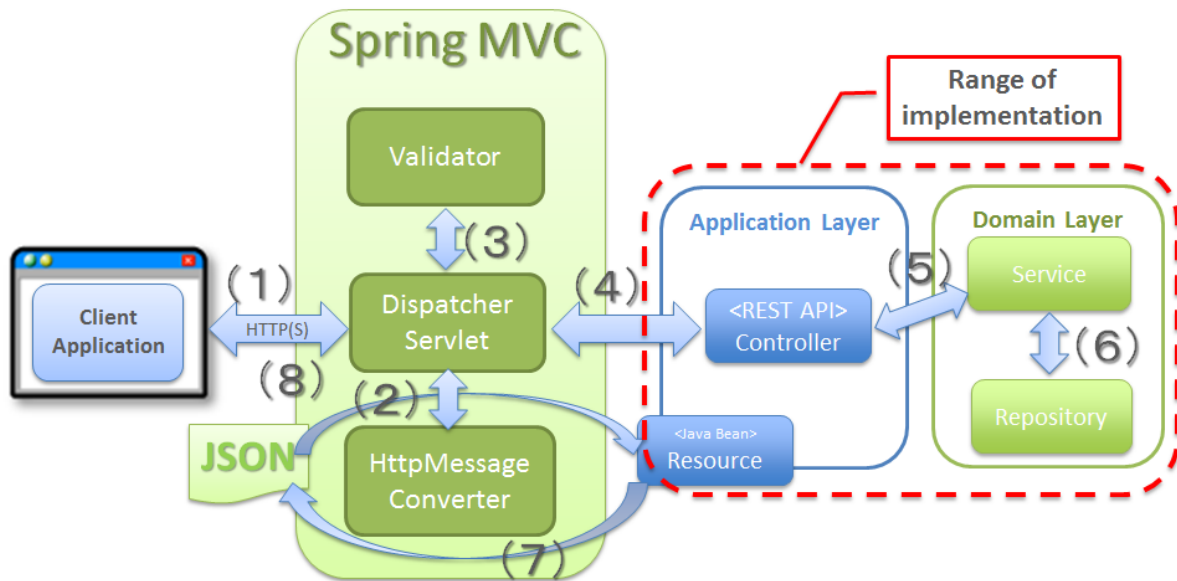 Spring MVC
Range of
implementation
Validator
(3)
Application Layer
Domain Layer
(1)
(4)
(5)
Service
Client
Application
HTTP(S)
Dispatcher
Servlet
<REST API>
Controller
(6)
(8)
(2)
Repository
JSON
HttpMessage
Converter
<Java Bean>
Resource
(7)